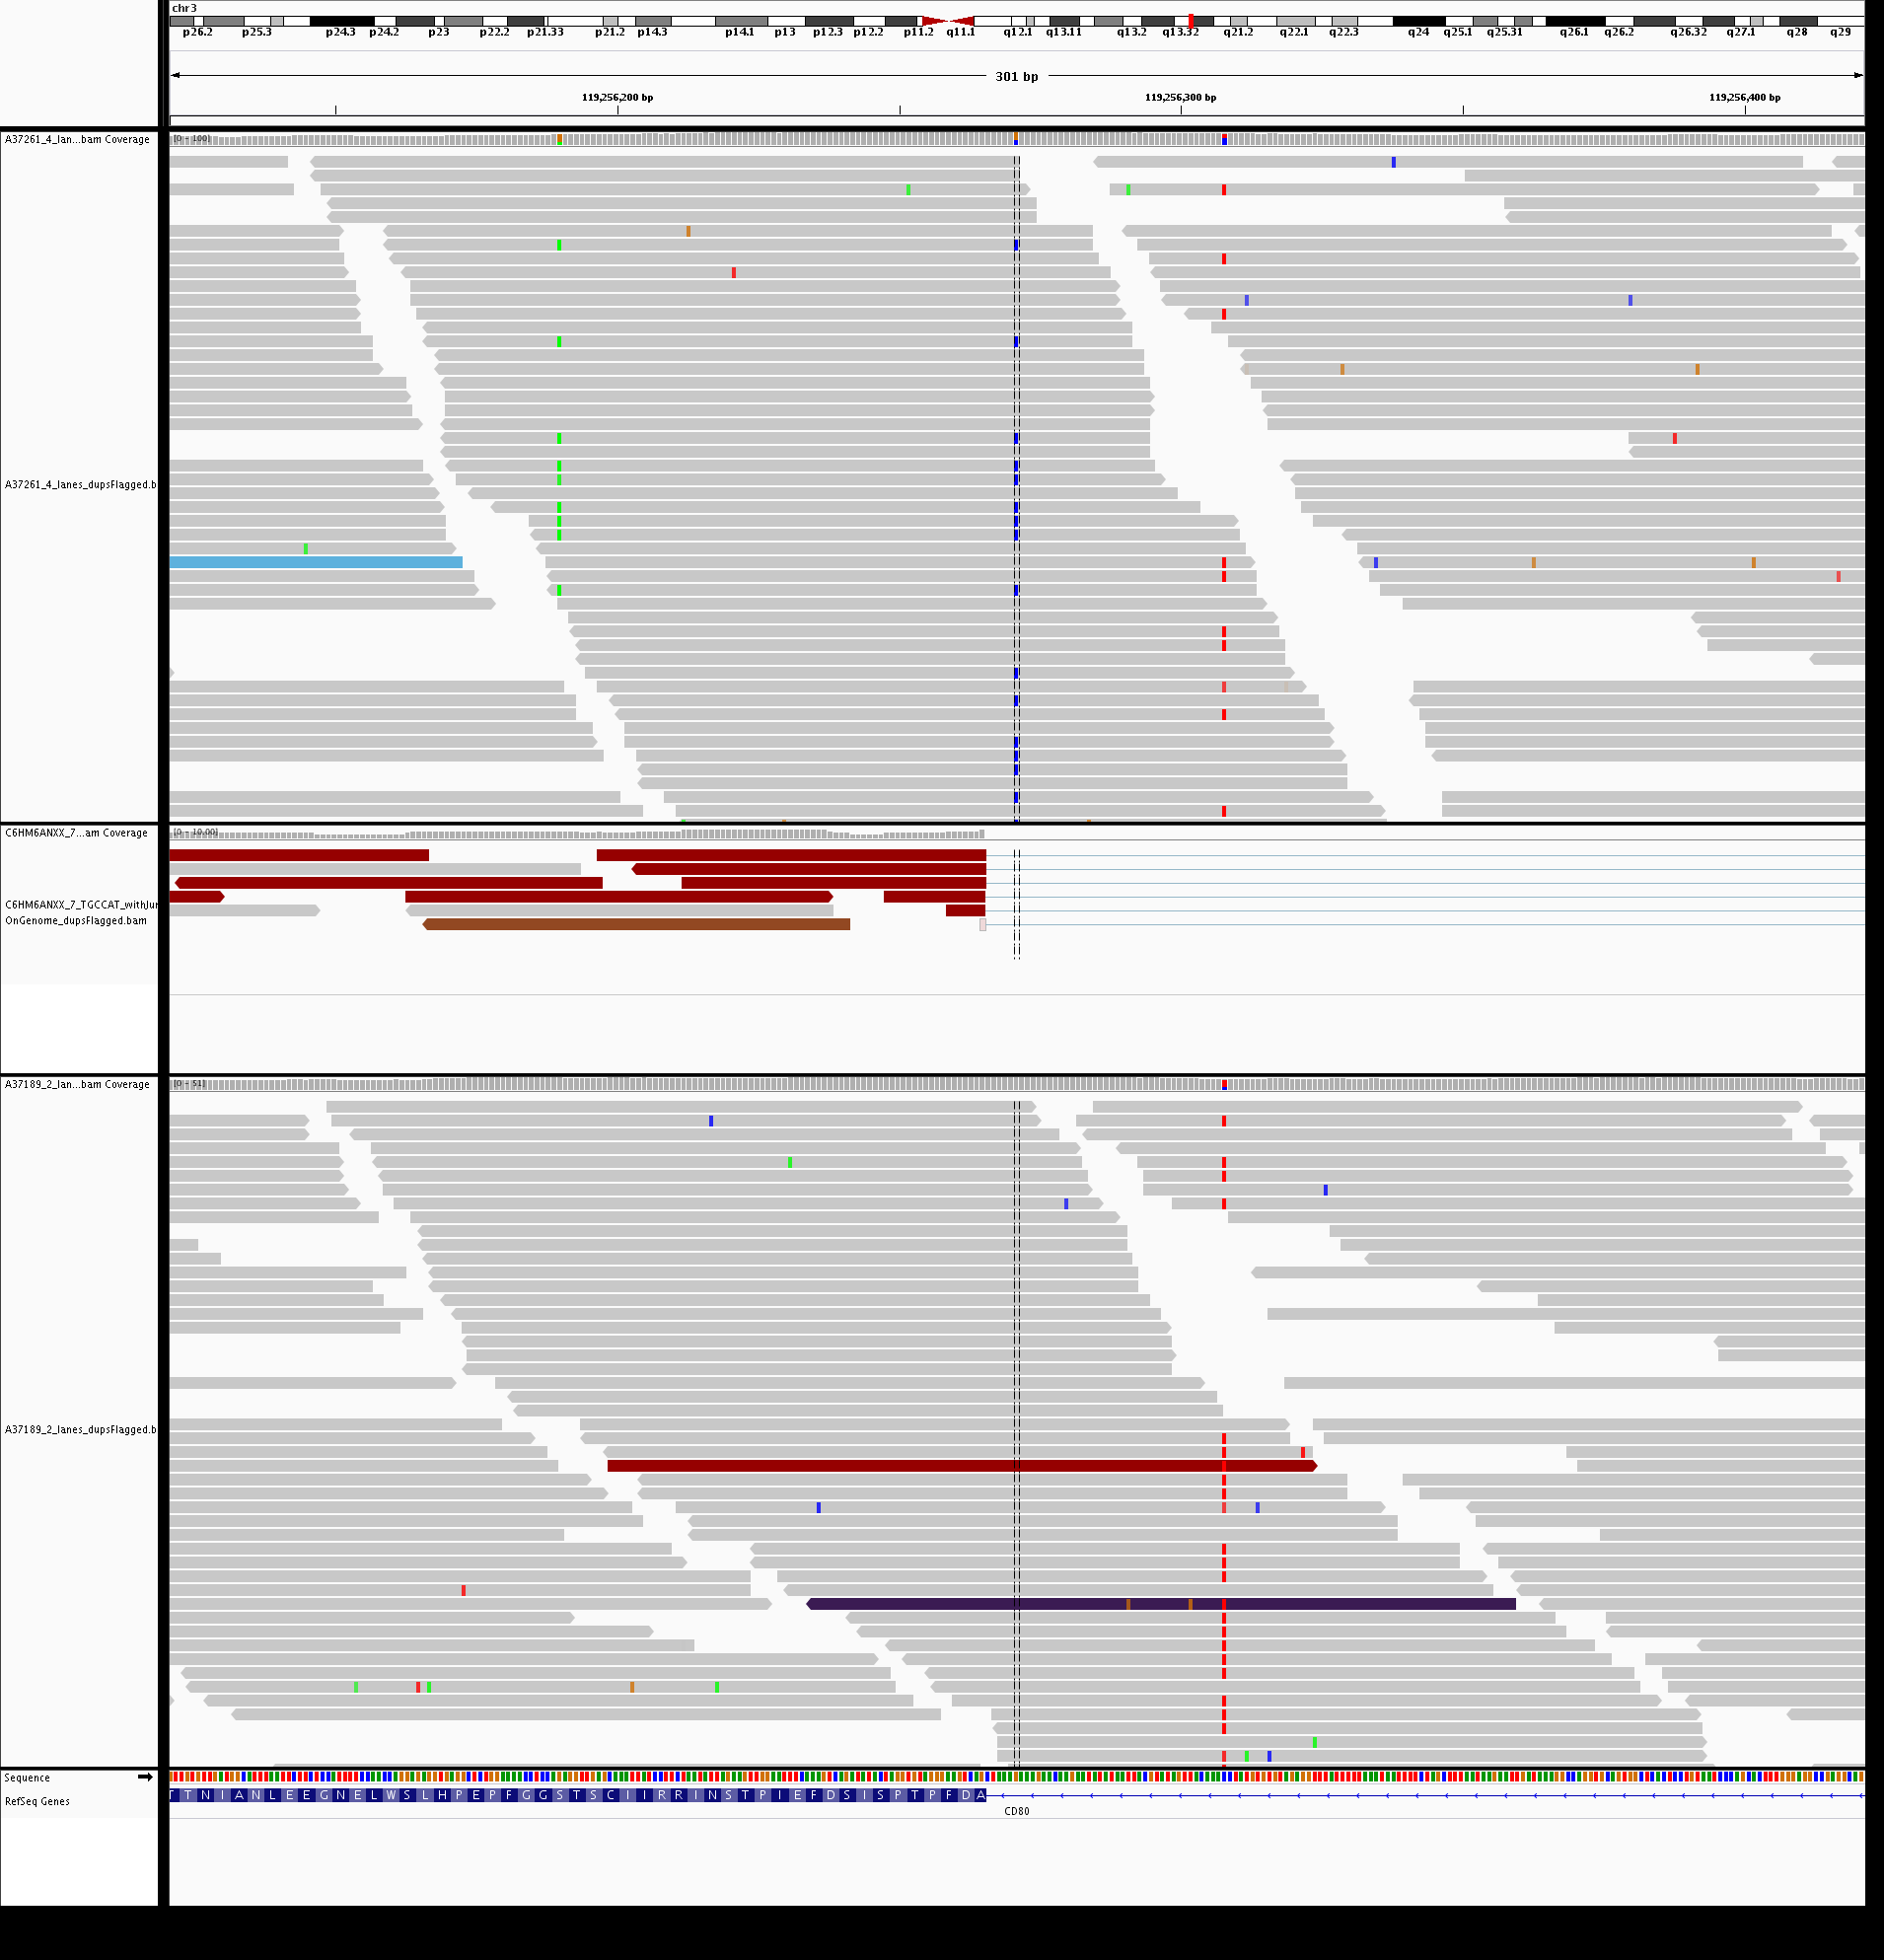 chr3
p26.2 p25.3 p24.3 p24.2 p23 p22.2 p21.33 p21.2 p14.3 p14.1 p13 p12.3 p12.2 p11.2 q11.1 q12.1 q13.11 q13.2 q13.32 q21.2 q22.1 q22.3 q24 q25.1 q25.31 q26.1 q26.2 q26.32 q27.1 q28 q29
301 bp
119,256,200 bp 119,256,300 bp 119,256,400 bp
A37261_4_lan...bam Coverage [0 - 100]
A37261_4_lanes_dupsFlagged.b
C6HM6ANXX_7...am Coverage [0 - 10.00]
C6HM6ANXX_7_TGCCAT_withJur
OnGenome_dupsFlagged.bam
A37189_2_lan...bam Coverage [0 - 51]
A37189_2_lanes_dupsFlagged.b
Sequence
RefSeq Genes T T N I A N L E E G N E L W S L H P E P F G G S T S C I I R R I N S T P I E F D S I S P T P F D A
CD80